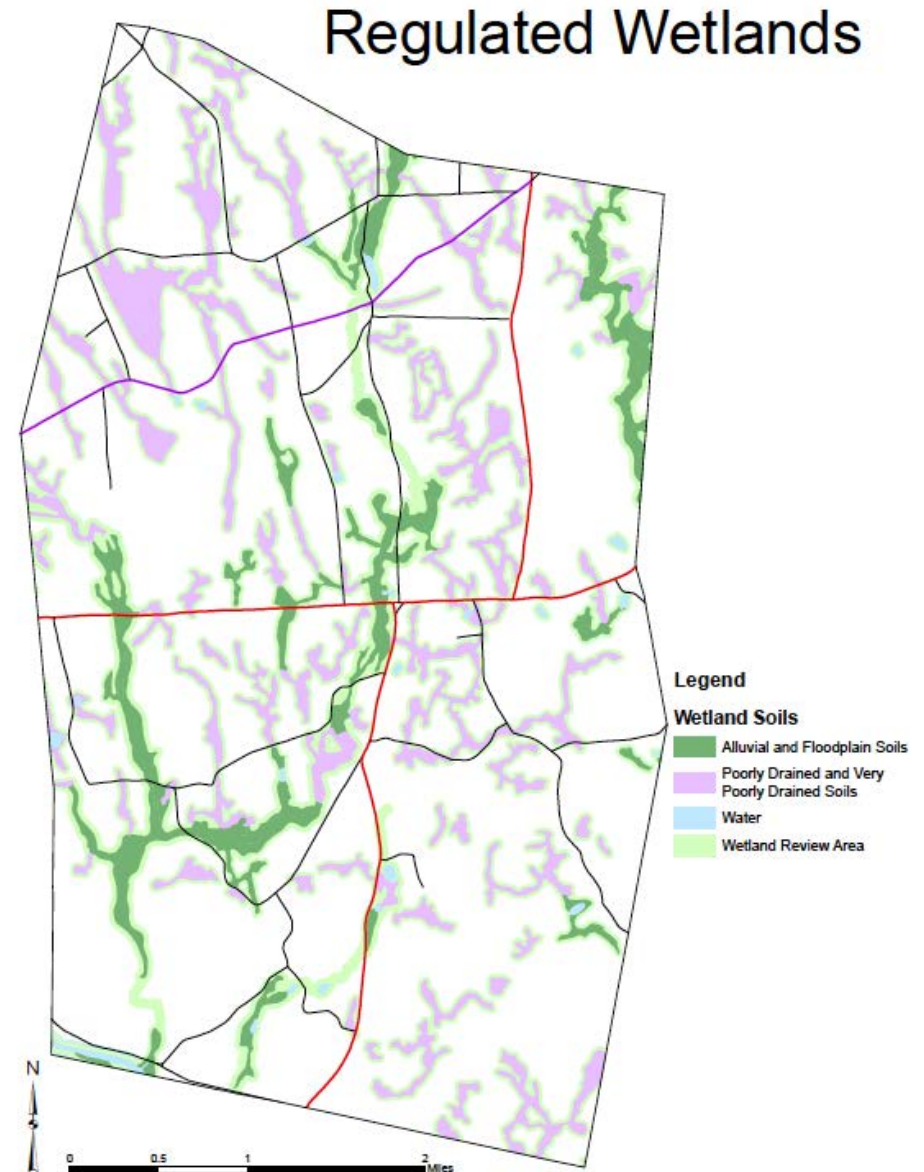 Regulated Wetlands
Legend
Wetland Soils
Alluvial and Floodplain Soils
Poorly Drained and Very
Poorly Drained Soils
Water
Wetland Review Area
N
0 0.5 1 2
Miles